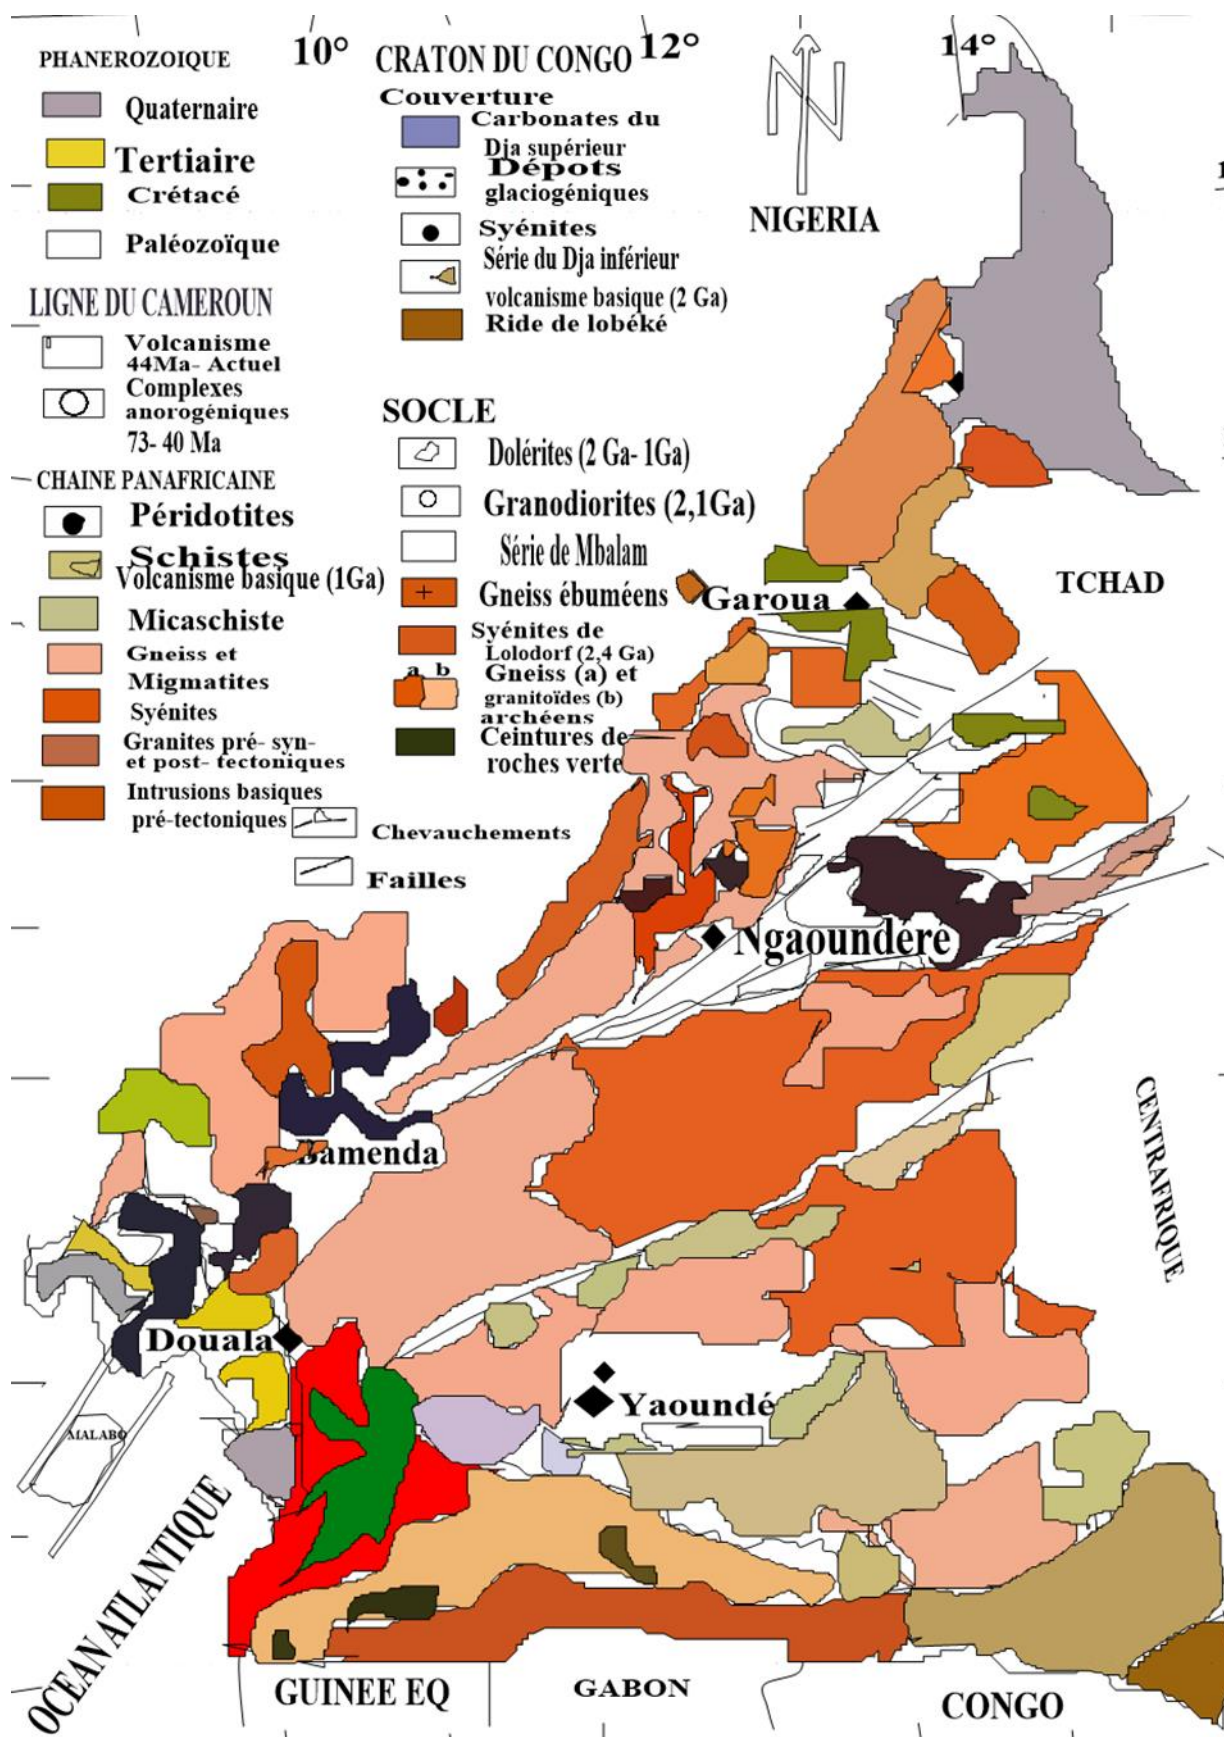 10°
12°
14°
PHANEROZOIQUE
Quaternaire
Tertiaire
Crétacé
Paléozoïque
LIGNE DU CAMEROUN
Volcanisme
44Ma- Actuel
Complexes
anorogéniques
73- 40 Ma
CHAINE PANAFRICAINE
Péridotites
Schistes
Volcanisme basique (1Ga)
Micaschiste
Gneiss et
Migmatites
Syénites
Granites pré- syn-
et post- tectoniques
Intrusions basiques
pré-tectoniques
Chevauchements
Failles
CRATON DU CONGO
Couverture
Carbonates du
Dja supérieur
Dépots
glaciogéniques
Syénites
Série du Dja inférieur
volcanisme basique (2 Ga)
Ride de lobéké
SOCLE
Dolérites (2 Ga- 1Ga)
Granodiorites (2,1Ga)
Série de Mbalam
Gneiss ébuméens
Syénites de
Lolodorf (2,4 Ga)
a b
Gneiss (a) et
granitoïdes (b)
archéens
Ceintures de
roches verte
N
NIGERIA
TCHAD
Garoua
Ngaoundére
CENTRAFRIQUE
Bamenda
Douala
Yaoundé
MALABO
OCEAN ATLANTIQUE
GUINEE EQ
GABON
CONGO